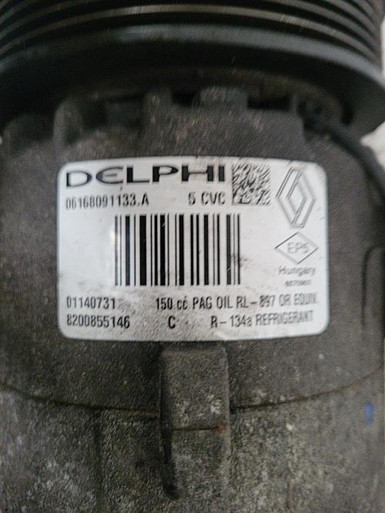 DELPHI
06168091133.A 5 CVC
EPS
Hungary
01140731 150.cc PAG OIL RL-897 OR EQUIV.
8200855146 C R-134a REFRIGERANT